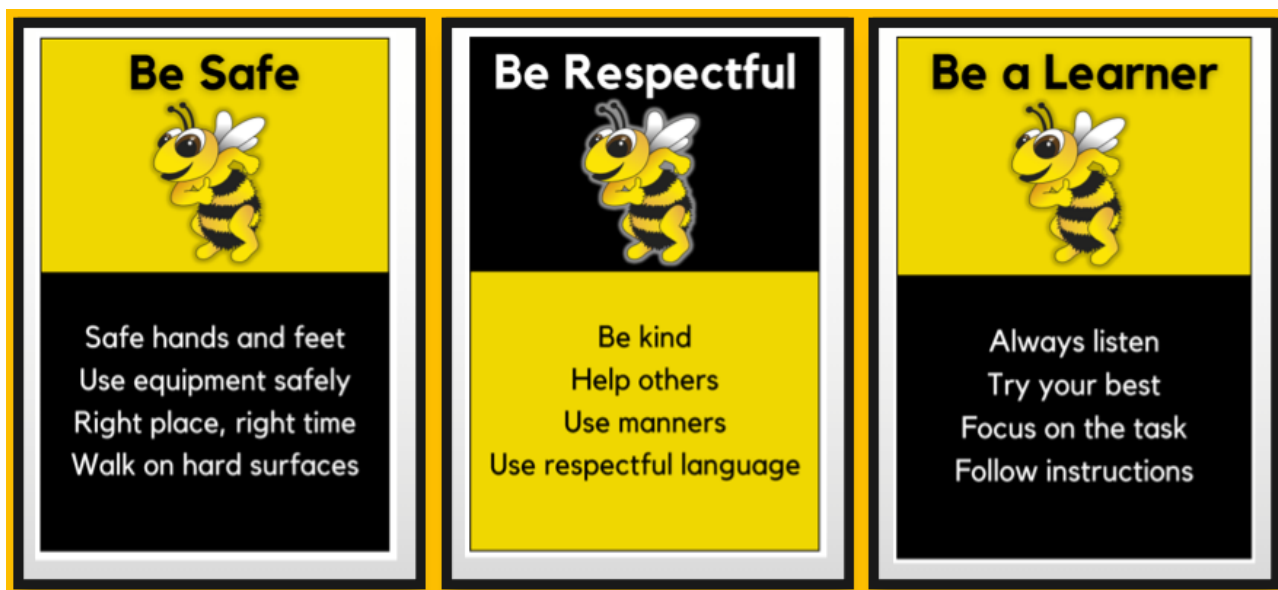 Be Safe
Safe hands and feet
Use equipment safely
Right place, right time
Walk on hard surfaces
Be Respectful
Be kind
Help others
Use manners
Use respectful language
Be a Learner
Always listen
Try your best
Focus on the task
Follow instructions